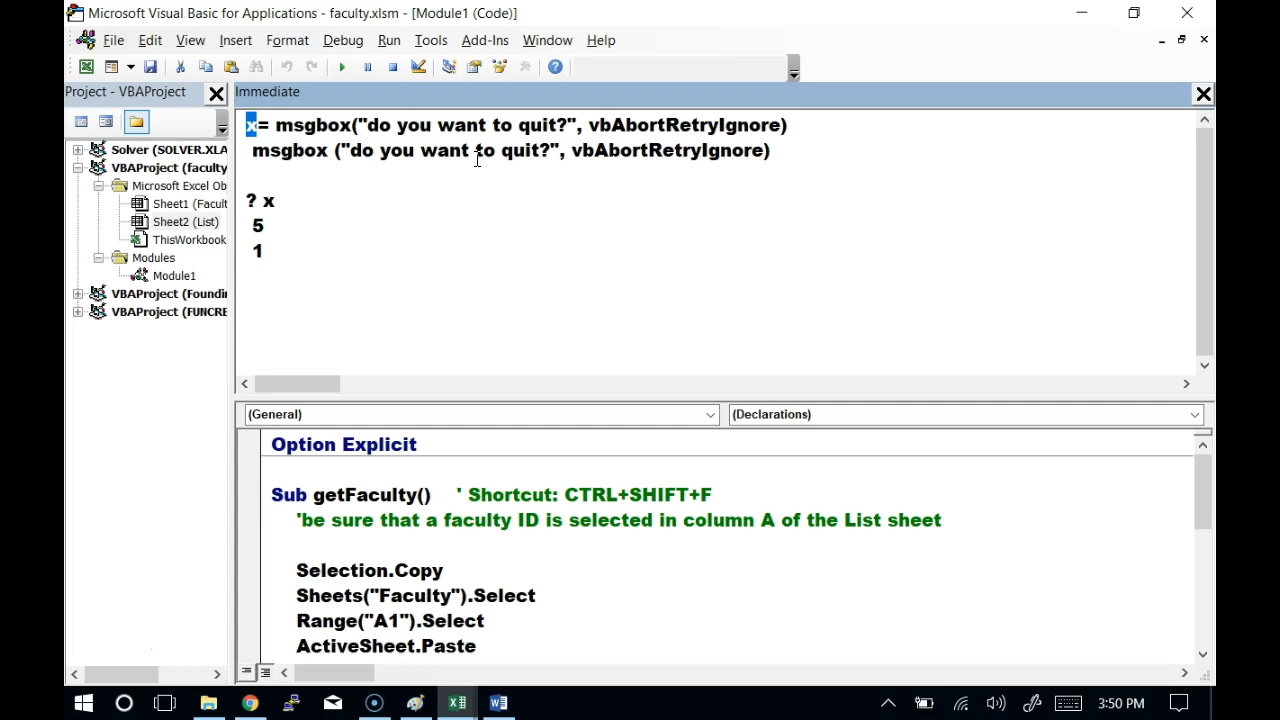 Microsoft Visual Basic for Applications - faculty.xlsm - [Module1 (Code)]
File Edit View Insert Format Debug Run Tools Add-Ins Window Help
Project - VBAProject
Immediate
Solver (SOLVER.XLA
VBAProject (faculty
Microsoft Excel Ob
Sheet1 (Facult
Sheet2 (List)
ThisWorkbook
Modules
Module1
VBAProject (Foundi
VBAProject (FUNCRE
x= msgbox("do you want to quit?", vbAbortRetryIgnore)
msgbox ("do you want to quit?", vbAbortRetryIgnore)
? x
5
1
(General)
(Declarations)
Option Explicit
Sub getFaculty() ' Shortcut: CTRL+SHIFT+F
'be sure that a faculty ID is selected in column A of the List sheet
Selection.Copy
Sheets("Faculty").Select
Range("A1").Select
ActiveSheet.Paste
3:50 PM